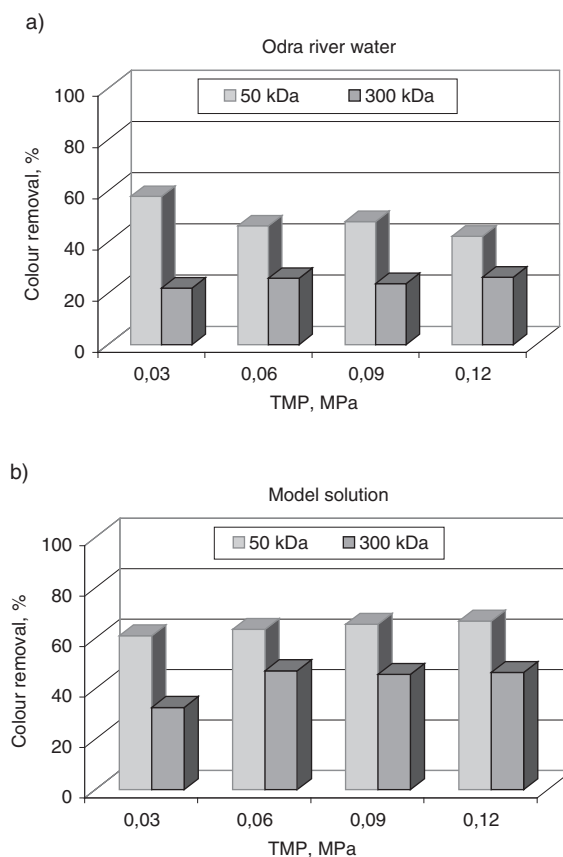 a)
Odra river water
50 kDa 300 kDa
100
80
60
40
20
0
Colour removal, %
0,03 0,06 0,09 0,12
TMP, MPa
b)
Model solution
50 kDa 300 kDa
100
80
60
40
20
0
Colour removal, %
0,03 0,06 0,09 0,12
TMP, MPa